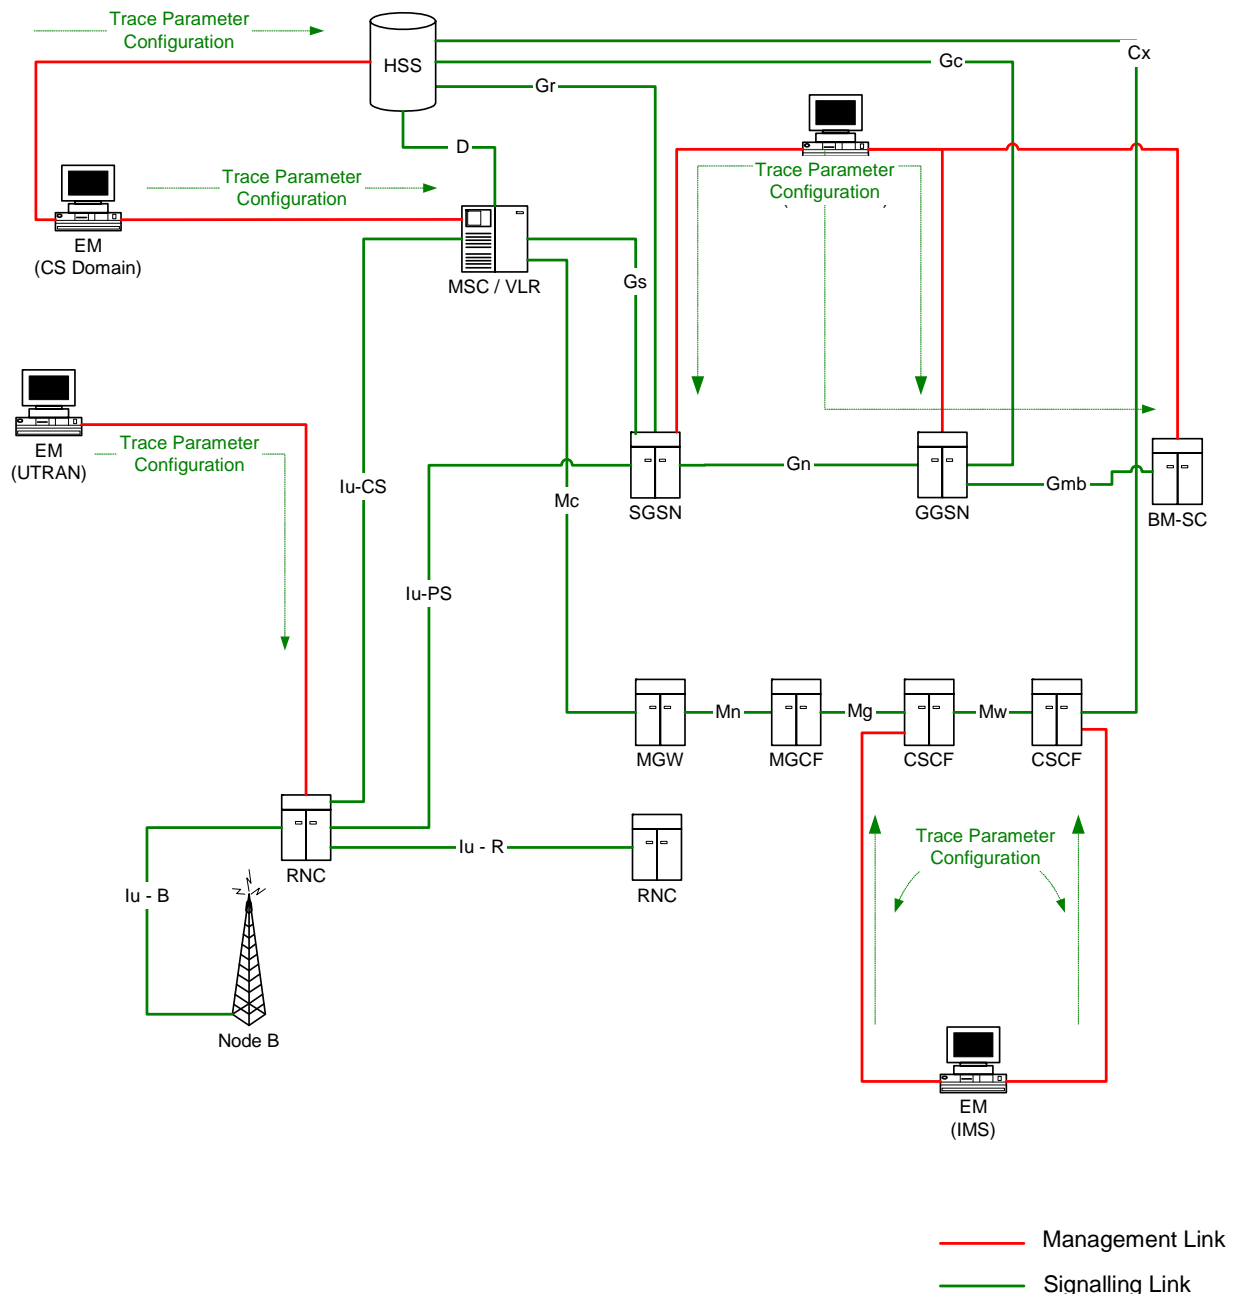 Trace Parameter
Configuration
HSS
Cx
Gc
Gr
D
Trace Parameter
Configuration
Trace Parameter
Configuration
EM
(CS Domain)
MSC / VLR
Gs
EM
(UTRAN)
Trace Parameter
Configuration
Iu-CS
Mc
SGSN
Gn
GGSN
Gmb
BM-SC
Iu-PS
Mn
Mg
Mw
MGW
MGCF
CSCF
CSCF
RNC
Iu - R
RNC
Trace Parameter
Configuration
Iu - B
Node B
EM
(IMS)
Management Link
Signalling Link